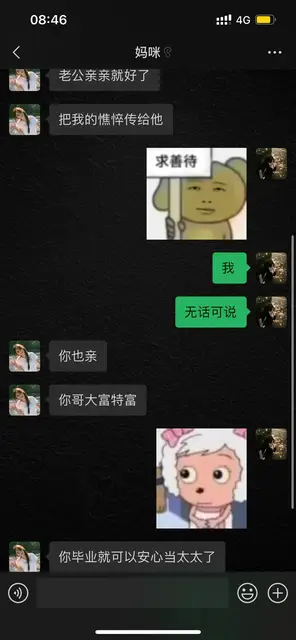 08:46
4G
妈咪
老公亲亲就好了
把我的憔悴传给他
求善待
我
无话可说
你也亲
你哥大富特富
你毕业就可以安心当太太了